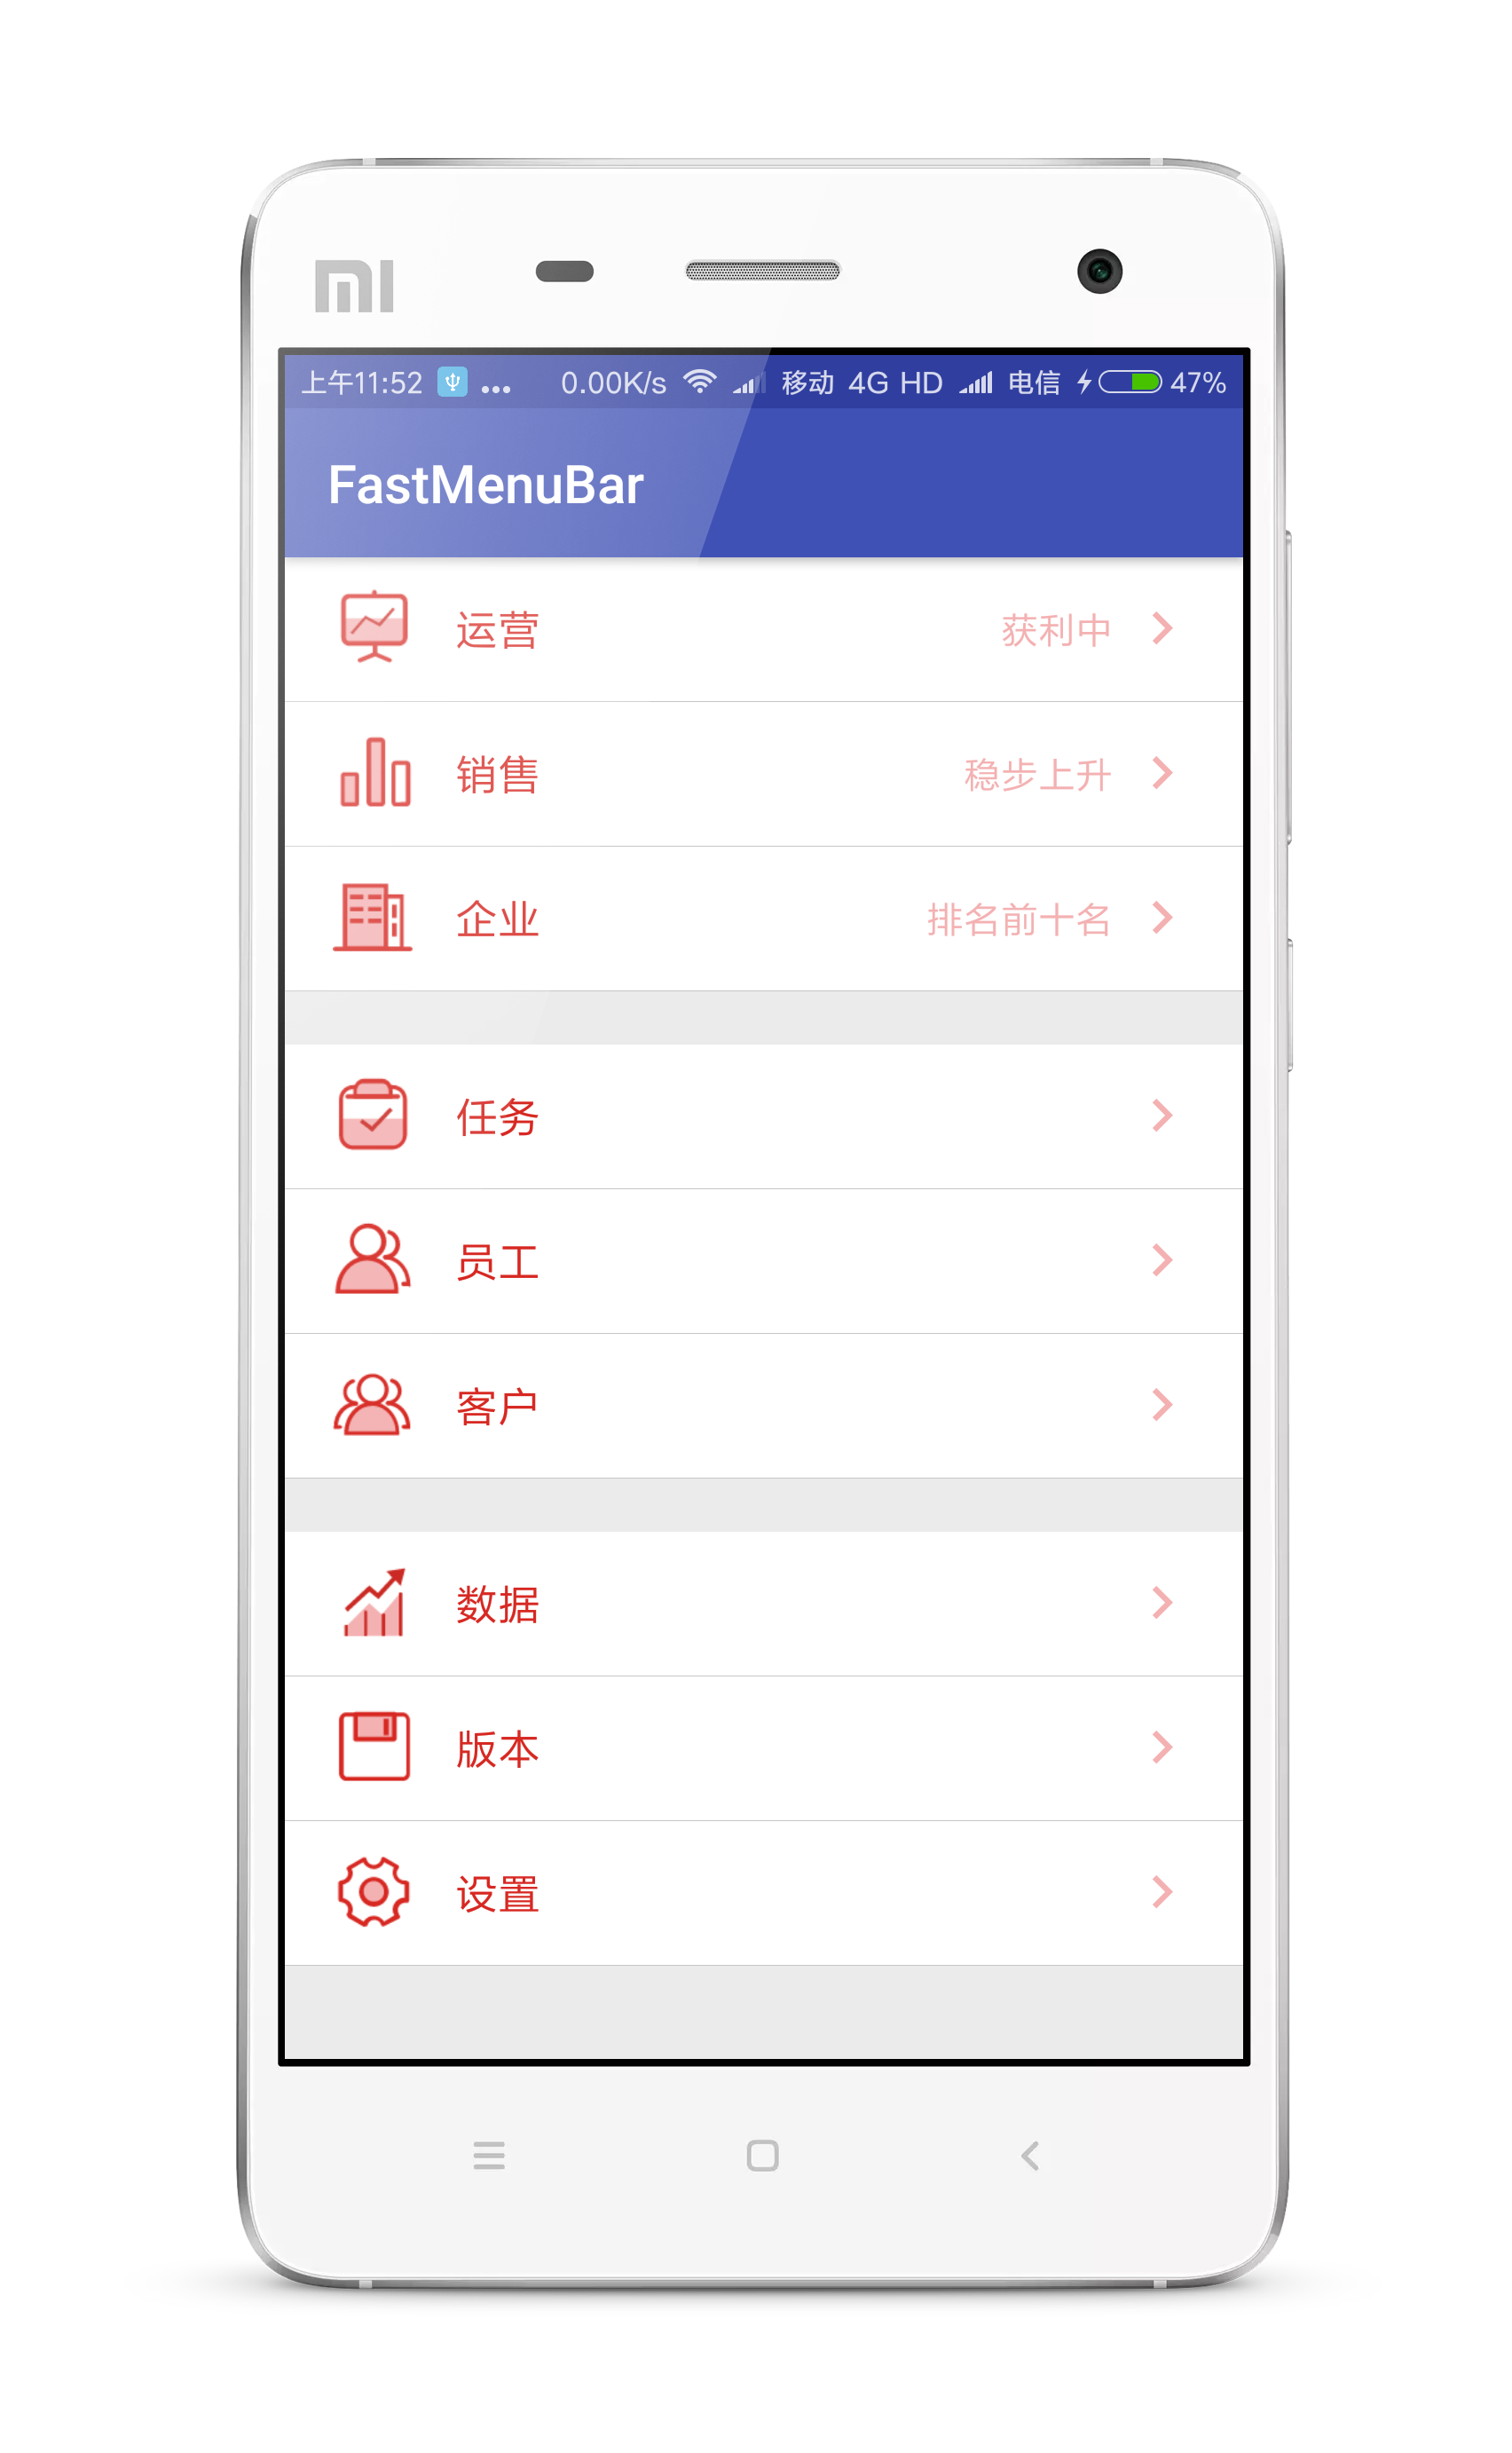 mi
上午11:52 ... 0.00K/s 移动 4G HD 电信 47%
FastMenuBar
运营 获利中
销售 稳步上升
企业 排名前十名
任务
员工
客户
数据
版本
设置